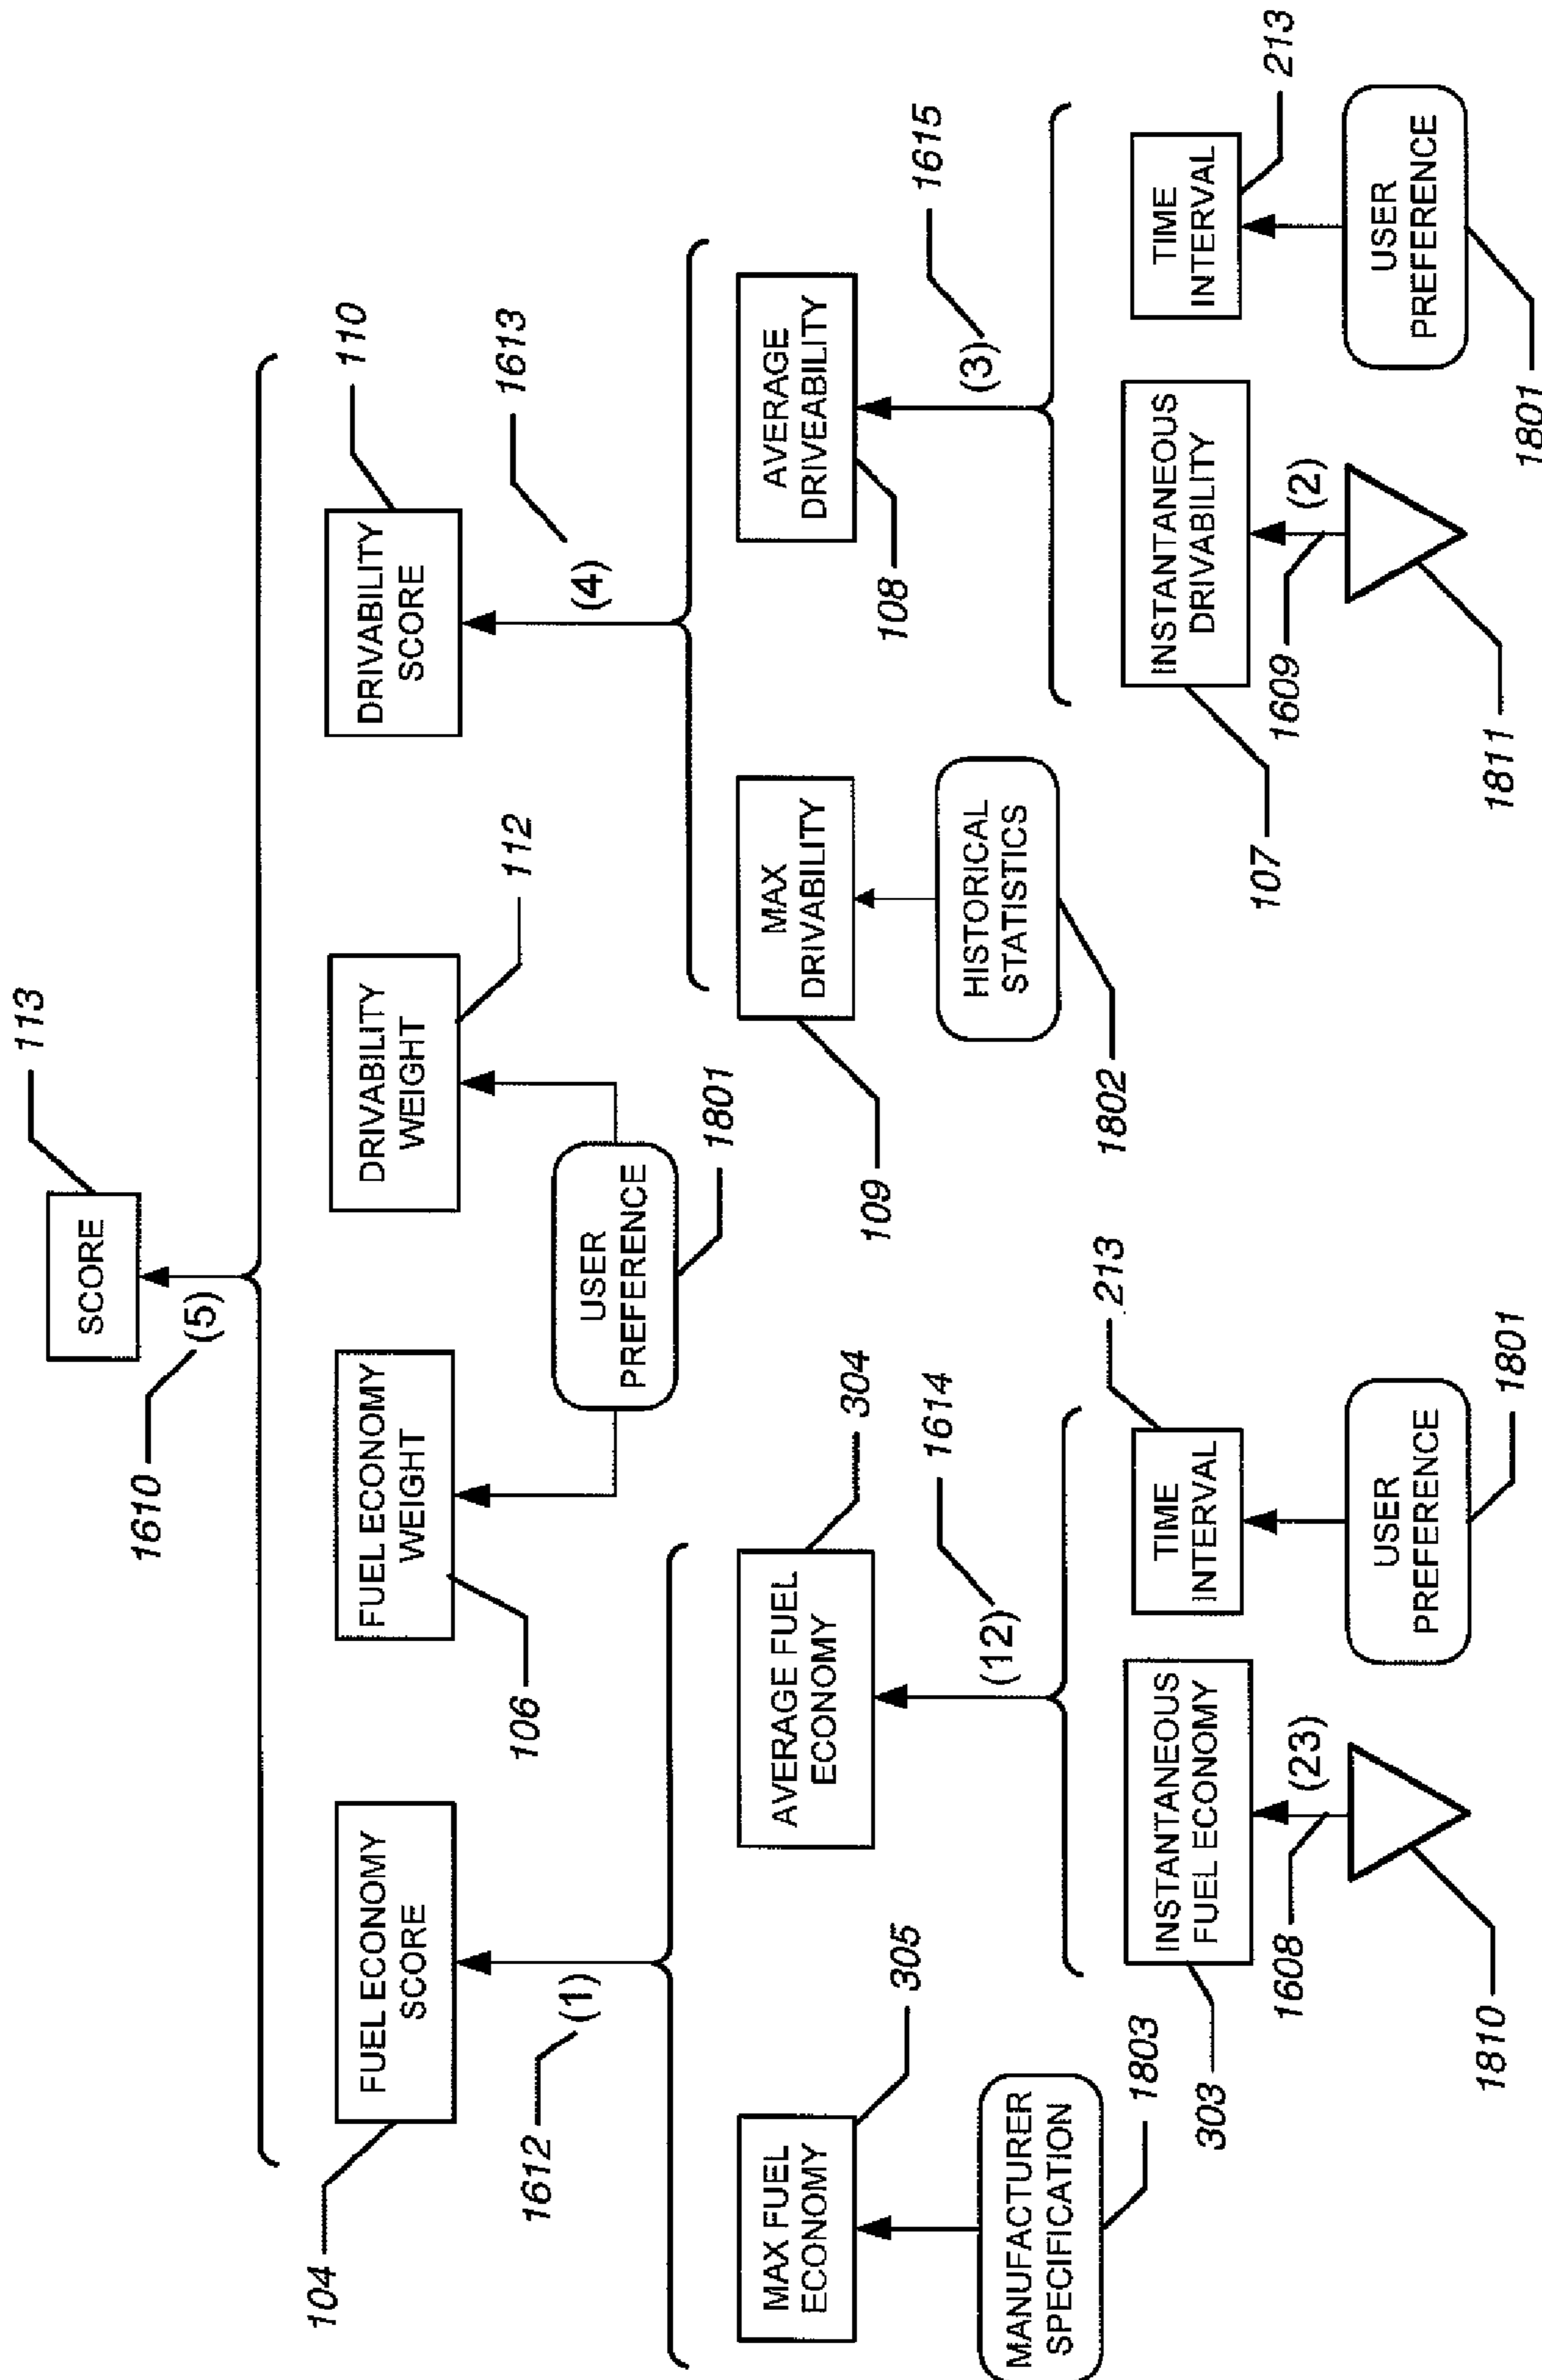 113
SCORE
1610
(5)
104
FUEL ECONOMY
SCORE
FUEL ECONOMY
WEIGHT
106
DRIVABILITY
WEIGHT
112
DRIVABILITY
SCORE
110
USER
PREFERENCE
1801
1612
(1)
(4)
1613
MAX FUEL
ECONOMY
305
AVERAGE FUEL
ECONOMY
304
MAX
DRIVABILITY
109
AVERAGE
DRIVEABILITY
108
MANUFACTURER
SPECIFICATION
1803
HISTORICAL
STATISTICS
1802
(12)
1614
(3)
1615
INSTANTANEOUS
FUEL ECONOMY
303
TIME
INTERVAL
213
INSTANTANEOUS
DRIVABILITY
107
TIME
INTERVAL
213
1608
(23)
1810
USER
PREFERENCE
1801
1609
(2)
1811
USER
PREFERENCE
1801